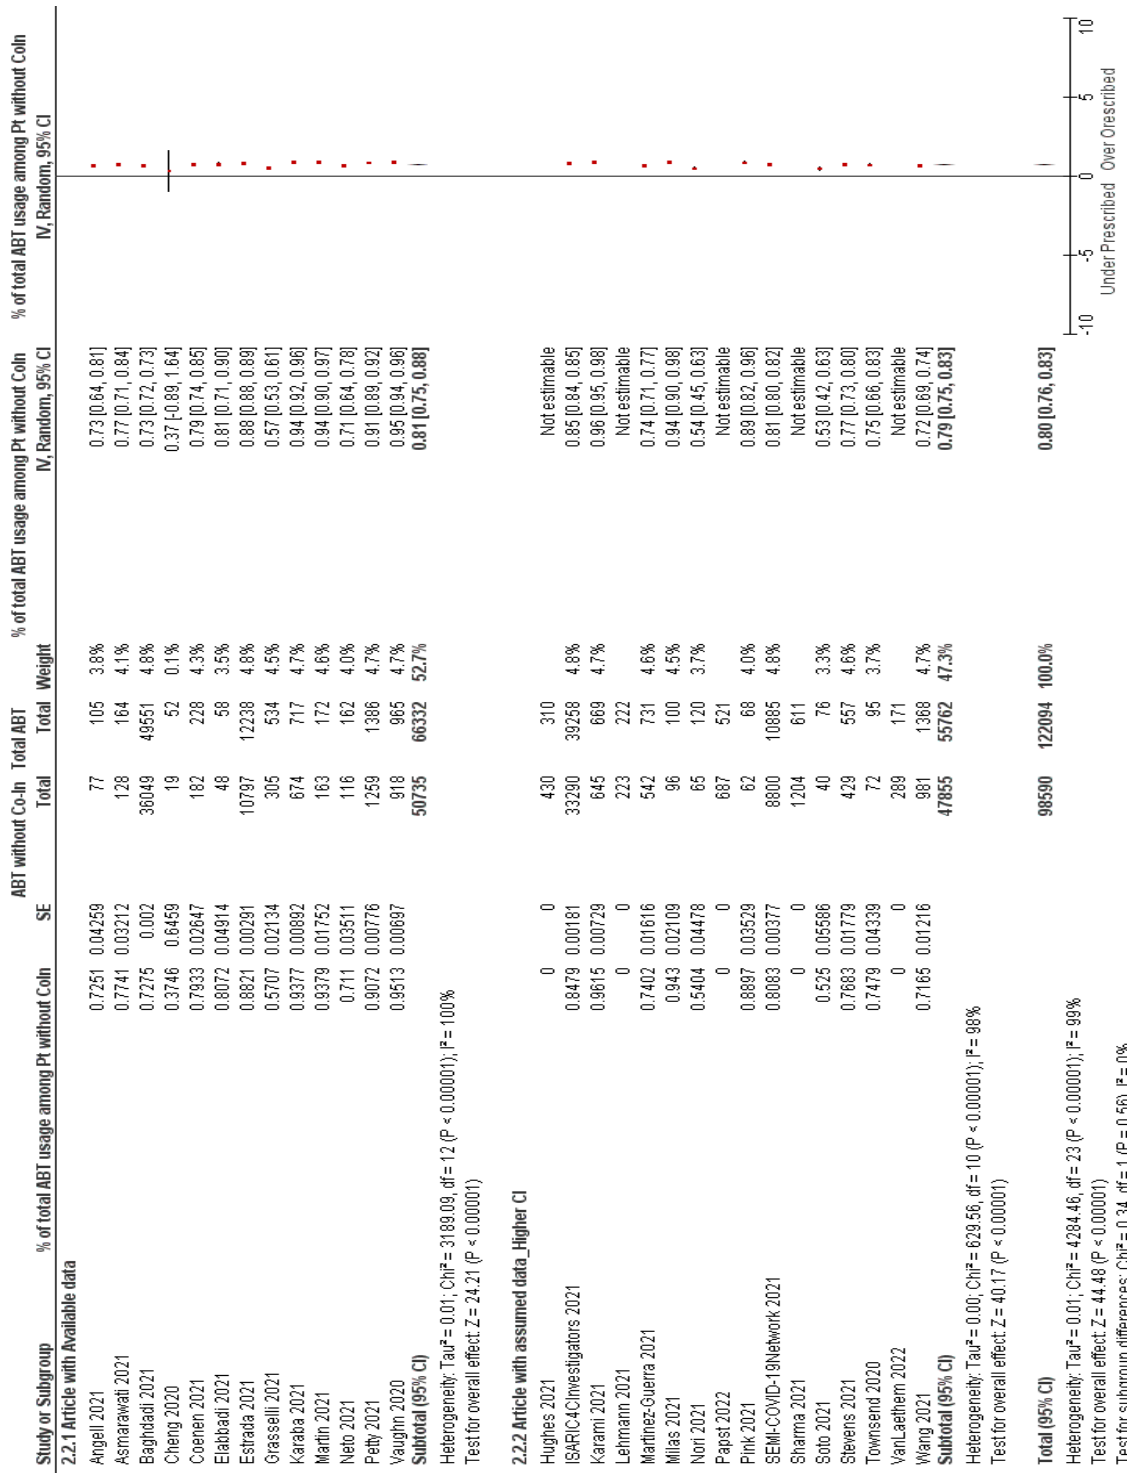 % of total ABT usage among Pt without CoIn ABT without Co-In Total ABT % of total ABT usage among Pt without CoIn % of total ABT usage among Pt without CoIn
Study or Subgroup SE Total Total Weight IV, Random, 95% CI IV, Random, 95% CI
2.2.1 Article with Available data
Angell 2021 0.7251 0.04259 77 105 3.8% 0.73 [0.64, 0.81]
Asmarawati 2021 0.7741 0.03212 128 164 4.1% 0.77 [0.71, 0.84]
Baghdadi 2021 0.7275 0.002 36049 49551 4.8% 0.73 [0.72, 0.73]
Cheng 2020 0.3746 0.6459 19 52 0.1% 0.37 [-0.89, 1.64]
Coenen 2021 0.7933 0.02647 182 228 4.3% 0.79 [0.74, 0.85]
Elabbadi 2021 0.8072 0.04914 48 58 3.5% 0.81 [0.71, 0.90]
Estrada 2021 0.8821 0.00291 10797 12238 4.8% 0.88 [0.88, 0.89]
Grasselli 2021 0.5707 0.02134 305 534 4.5% 0.57 [0.53, 0.61]
Karaba 2021 0.9377 0.00892 674 717 4.7% 0.94 [0.92, 0.96]
Martin 2021 0.9379 0.01752 163 172 4.6% 0.94 [0.90, 0.97]
Neto 2021 0.711 0.03511 116 162 4.0% 0.71 [0.64, 0.78]
Petty 2021 0.9072 0.00776 1259 1386 4.7% 0.91 [0.89, 0.92]
Vaughn 2020 0.9513 0.00697 918 965 4.7% 0.95 [0.94, 0.96]
Subtotal (95% CI) 50735 66332 52.7% 0.81 [0.75, 0.88]
Heterogeneity: Tau² = 0.01; Chi² = 3189.09, df = 12 (P < 0.00001); I² = 100%
Test for overall effect: Z = 24.21 (P < 0.00001)
2.2.2 Article with assumed data_Higher CI
Hughes 2021 0 0 430 310 Not estimable
ISARIC4CInvestigators 2021 0.8479 0.00181 33290 39258 4.8% 0.85 [0.84, 0.85]
Karami 2021 0.9615 0.00729 645 669 4.7% 0.96 [0.95, 0.98]
Lehmann 2021 0 0 223 222 Not estimable
Martinez-Guerra 2021 0.7402 0.01616 542 731 4.6% 0.74 [0.71, 0.77]
Milas 2021 0.943 0.02109 96 100 4.5% 0.94 [0.90, 0.98]
Nori 2021 0.5404 0.04478 65 120 3.7% 0.54 [0.45, 0.63]
Papst 2022 0 0 687 521 Not estimable
Pink 2021 0.8897 0.03529 62 68 4.0% 0.89 [0.82, 0.96]
SEMI-COVID-19Network 2021 0.8083 0.00377 8800 10885 4.8% 0.81 [0.80, 0.82]
Sharma 2021 0 0 1204 611 Not estimable
Soto 2021 0.525 0.05586 40 76 3.3% 0.53 [0.42, 0.63]
Stevens 2021 0.7683 0.01779 429 557 4.6% 0.77 [0.73, 0.80]
Townsend 2020 0.7479 0.04339 72 95 3.7% 0.75 [0.66, 0.83]
VanLaethem 2022 0 0 289 171 Not estimable
Wang 2021 0.7165 0.01216 981 1368 4.7% 0.72 [0.69, 0.74]
Subtotal (95% CI) 47855 55762 47.3% 0.79 [0.75, 0.83]
Heterogeneity: Tau² = 0.00; Chi² = 629.56, df = 10 (P < 0.00001); I² = 98%
Test for overall effect: Z = 40.17 (P < 0.00001)
Total (95% CI) 98590 122094 100.0% 0.80 [0.76, 0.83]
Heterogeneity: Tau² = 0.01; Chi² = 4284.46, df = 23 (P < 0.00001); I² = 99%
Test for overall effect: Z = 44.48 (P < 0.00001)
Test for subgroup differences: Chi² = 0.34, df = 1 (P = 0.56), I² = 0%
-10 -5 0 5 10
Under Prescribed Over Orescribed